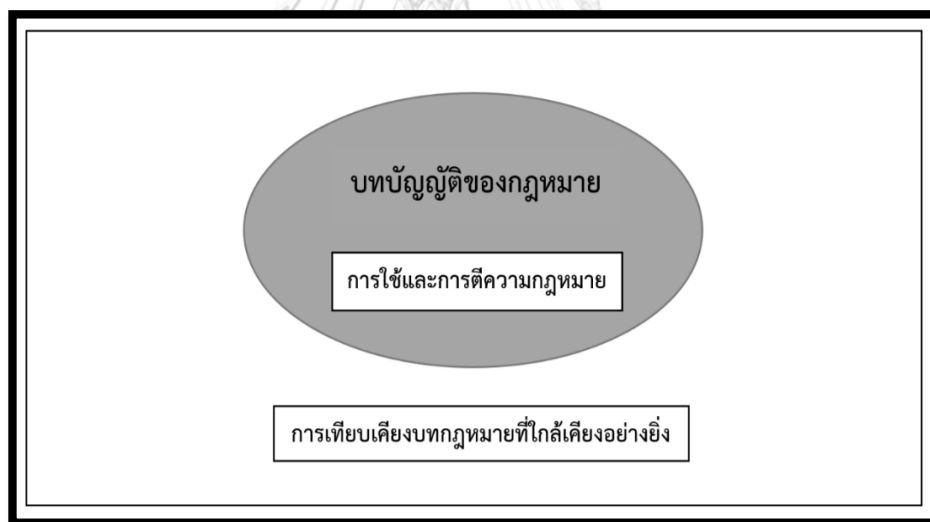 บทบัญญัติของกฎหมาย
การใช้และการตีความกฎหมาย
การเทียบเคียงบทกฎหมายที่ใกล้เคียงอย่างยิ่ง